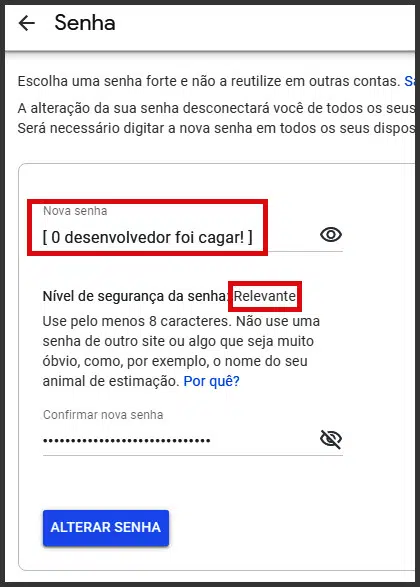 Senha
Escolha uma senha forte e não a reutilize em outras contas.
A alteração da sua senha desconectará você de todos os seus
Será necessário digitar a nova senha em todos os seus
Nova senha
[ 0 desenvolvedor foi cagar! ]
Nível de segurança da senha: Relevante
Use pelo menos 8 caracteres. Não use uma
senha de outro site ou algo que seja muito
óbvio, como, por exemplo, o nome do seu
animal de estimação. Por quê?
Confirmar nova senha
••••••••••••••••••••••••••••••
ALTERAR SENHA